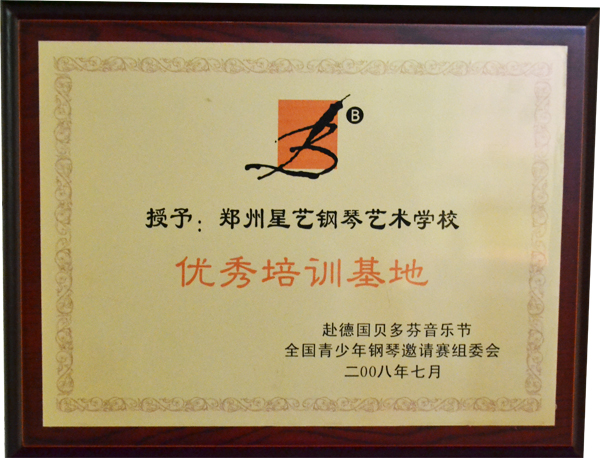 B
授予：郑州星艺钢琴艺术学校
优秀培训基地
赴德国贝多芬音乐节
全国青少年钢琴邀请赛组委会
二00八年七月